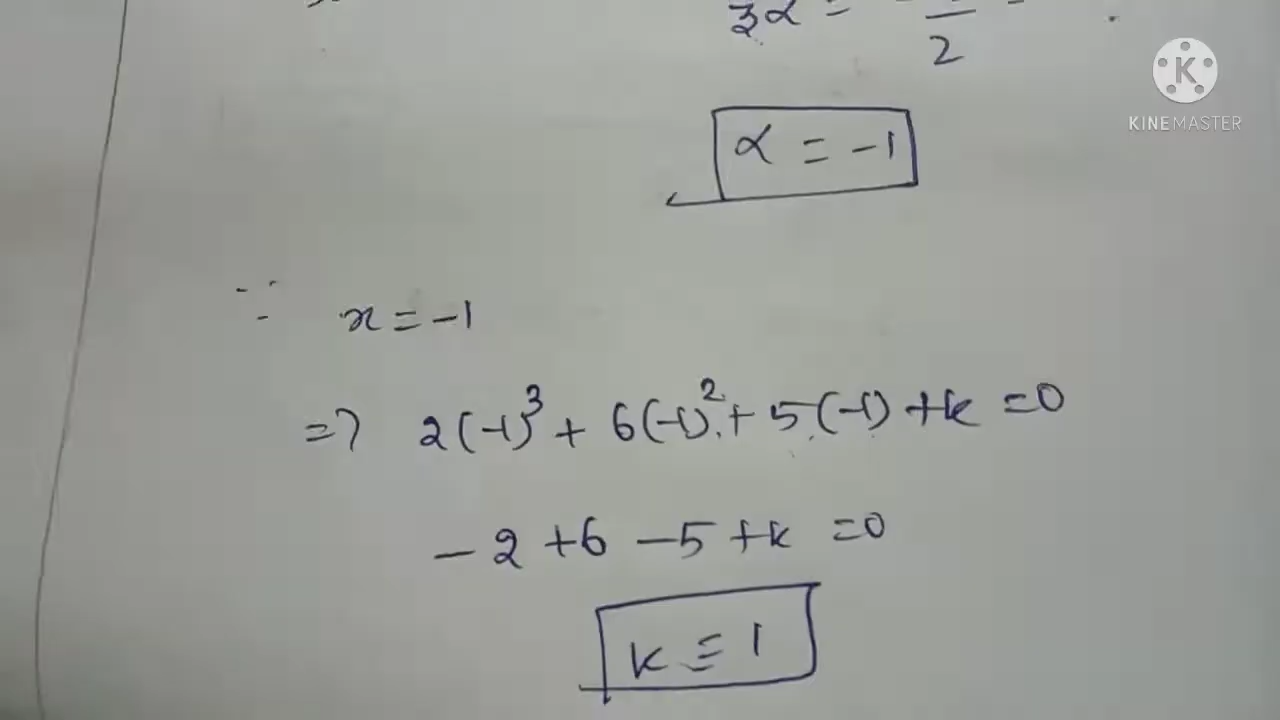 3α = 2
K
KINEMASTER
α = -1
∵ x = -1
=> 2(-1)³ + 6(-1)² + 5(-1) + k = 0
- 2 + 6 - 5 + k = 0
k = 1